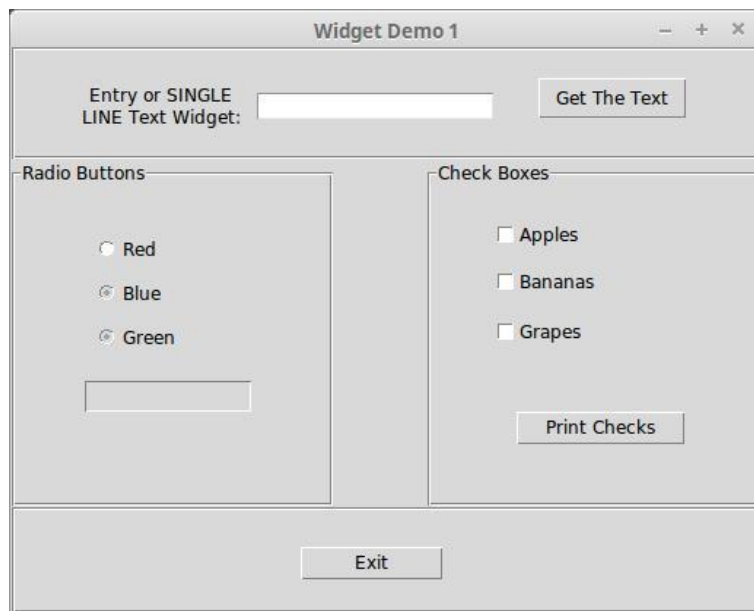 Widget Demo 1
Entry or SINGLE
LINE Text Widget:
Get The Text
Radio Buttons
Red
Blue
Green
Check Boxes
Apples
Bananas
Grapes
Print Checks
Exit